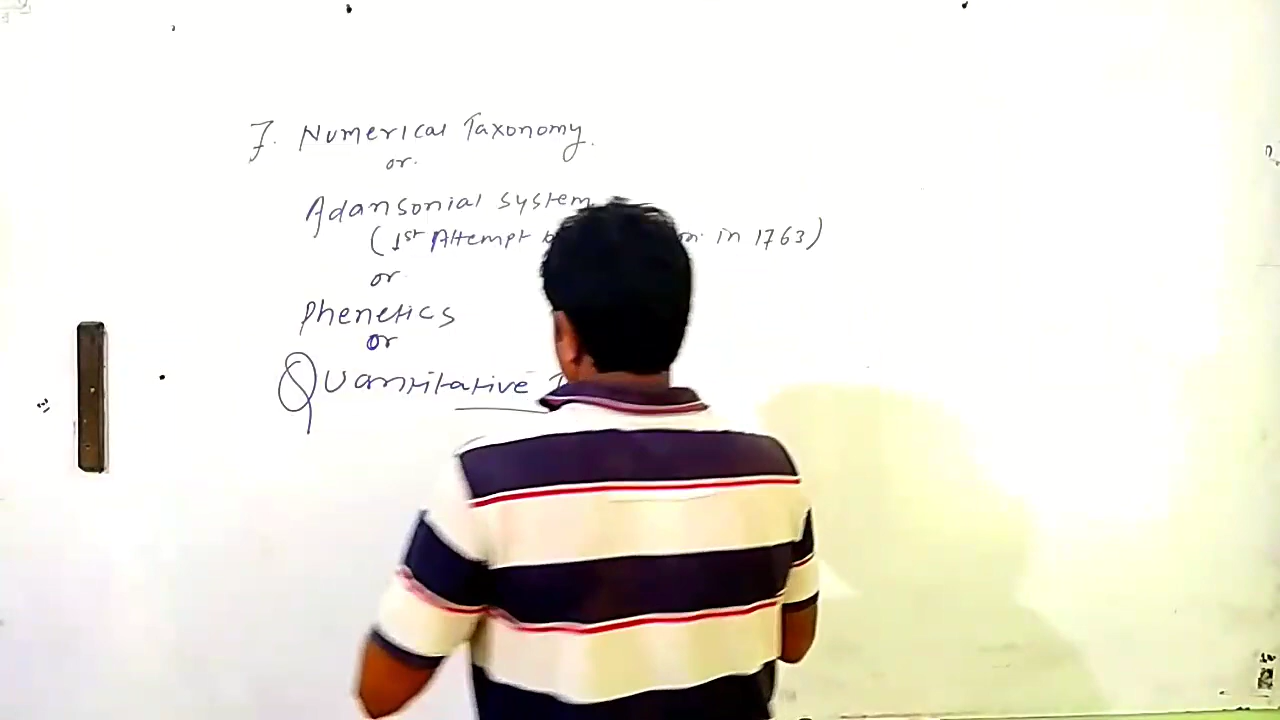 7. Numerical Taxonomy.
or.
Adansonial system
(1st Attempt in 1763)
or
Phenetics
or
Quantitative